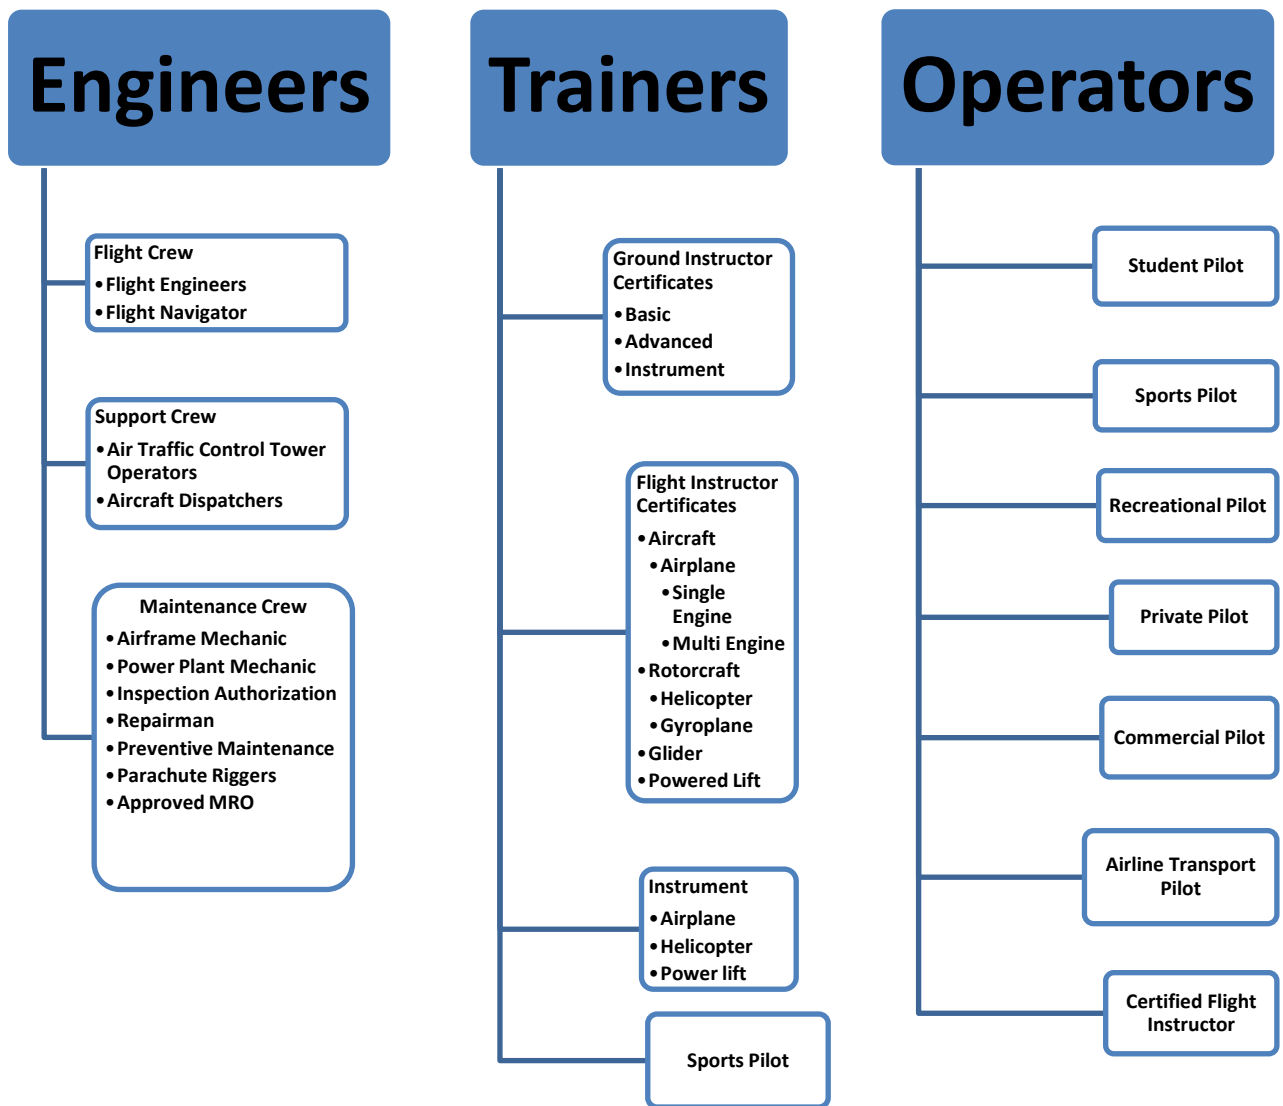 Engineers
Flight Crew
•Flight Engineers
•Flight Navigator
Support Crew
•Air Traffic Control Tower
Operators
•Aircraft Dispatchers
Maintenance Crew
•Airframe Mechanic
•Power Plant Mechanic
•Inspection Authorization
•Repairman
•Preventive Maintenance
•Parachute Riggers
•Approved MRO
Trainers
Ground Instructor
Certificates
•Basic
•Advanced
•Instrument
Flight Instructor
Certificates
•Aircraft
•Airplane
•Single
Engine
•Multi Engine
•Rotorcraft
•Helicopter
•Gyroplane
•Glider
•Powered Lift
Instrument
•Airplane
•Helicopter
•Power lift
Sports Pilot
Operators
Student Pilot
Sports Pilot
Recreational Pilot
Private Pilot
Commercial Pilot
Airline Transport
Pilot
Certified Flight
Instructor